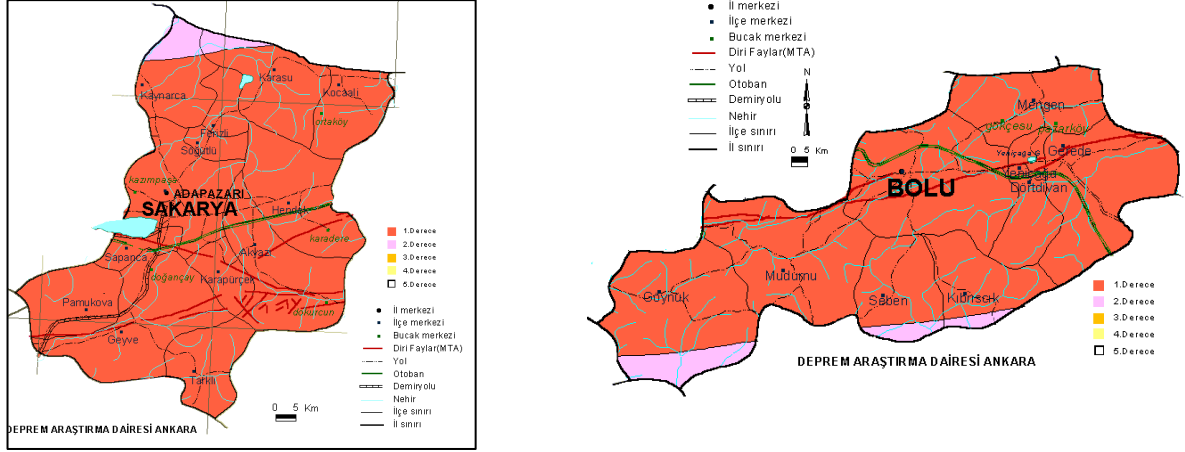 Karasu
Kocaali
Kaynarca
ortaköy
Ferizli
Söğütlü
kazımpaşa
ADAPAZARI
SAKARYA
Hendek
karadere
Akyazı
Sapanca
doğançay
Karapürçek
Pamukova
dokurcun
Geyve
Taraklı
1.Derece
2.Derece
3.Derece
4.Derece
5.Derece
İl merkezi
İlçe merkezi
Bucak merkezi
Diri Faylar(MTA)
Yol
Otoban
Demiryolu
Nehir
İlçe sınırı
İl sınırı
0 5 Km
DEPREM ARAŞTIRMA DAİRESİ ANKARA
İl merkezi
İlçe merkezi
Bucak merkezi
Diri Faylar(MTA)
Yol
Otoban
Demiryolu
Nehir
İlçe sınırı
İl sınırı
N
0 5 Km
Mengen
gökçesu
pazarköy
Gerede
Yeniçağa
Yeniçağa
Dörtdivan
BOLU
Mudurnu
Göynük
Seben
Kıbrıscık
1.Derece
2.Derece
3.Derece
4.Derece
5.Derece
DEPREM ARAŞTIRMA DAİRESİ ANKARA